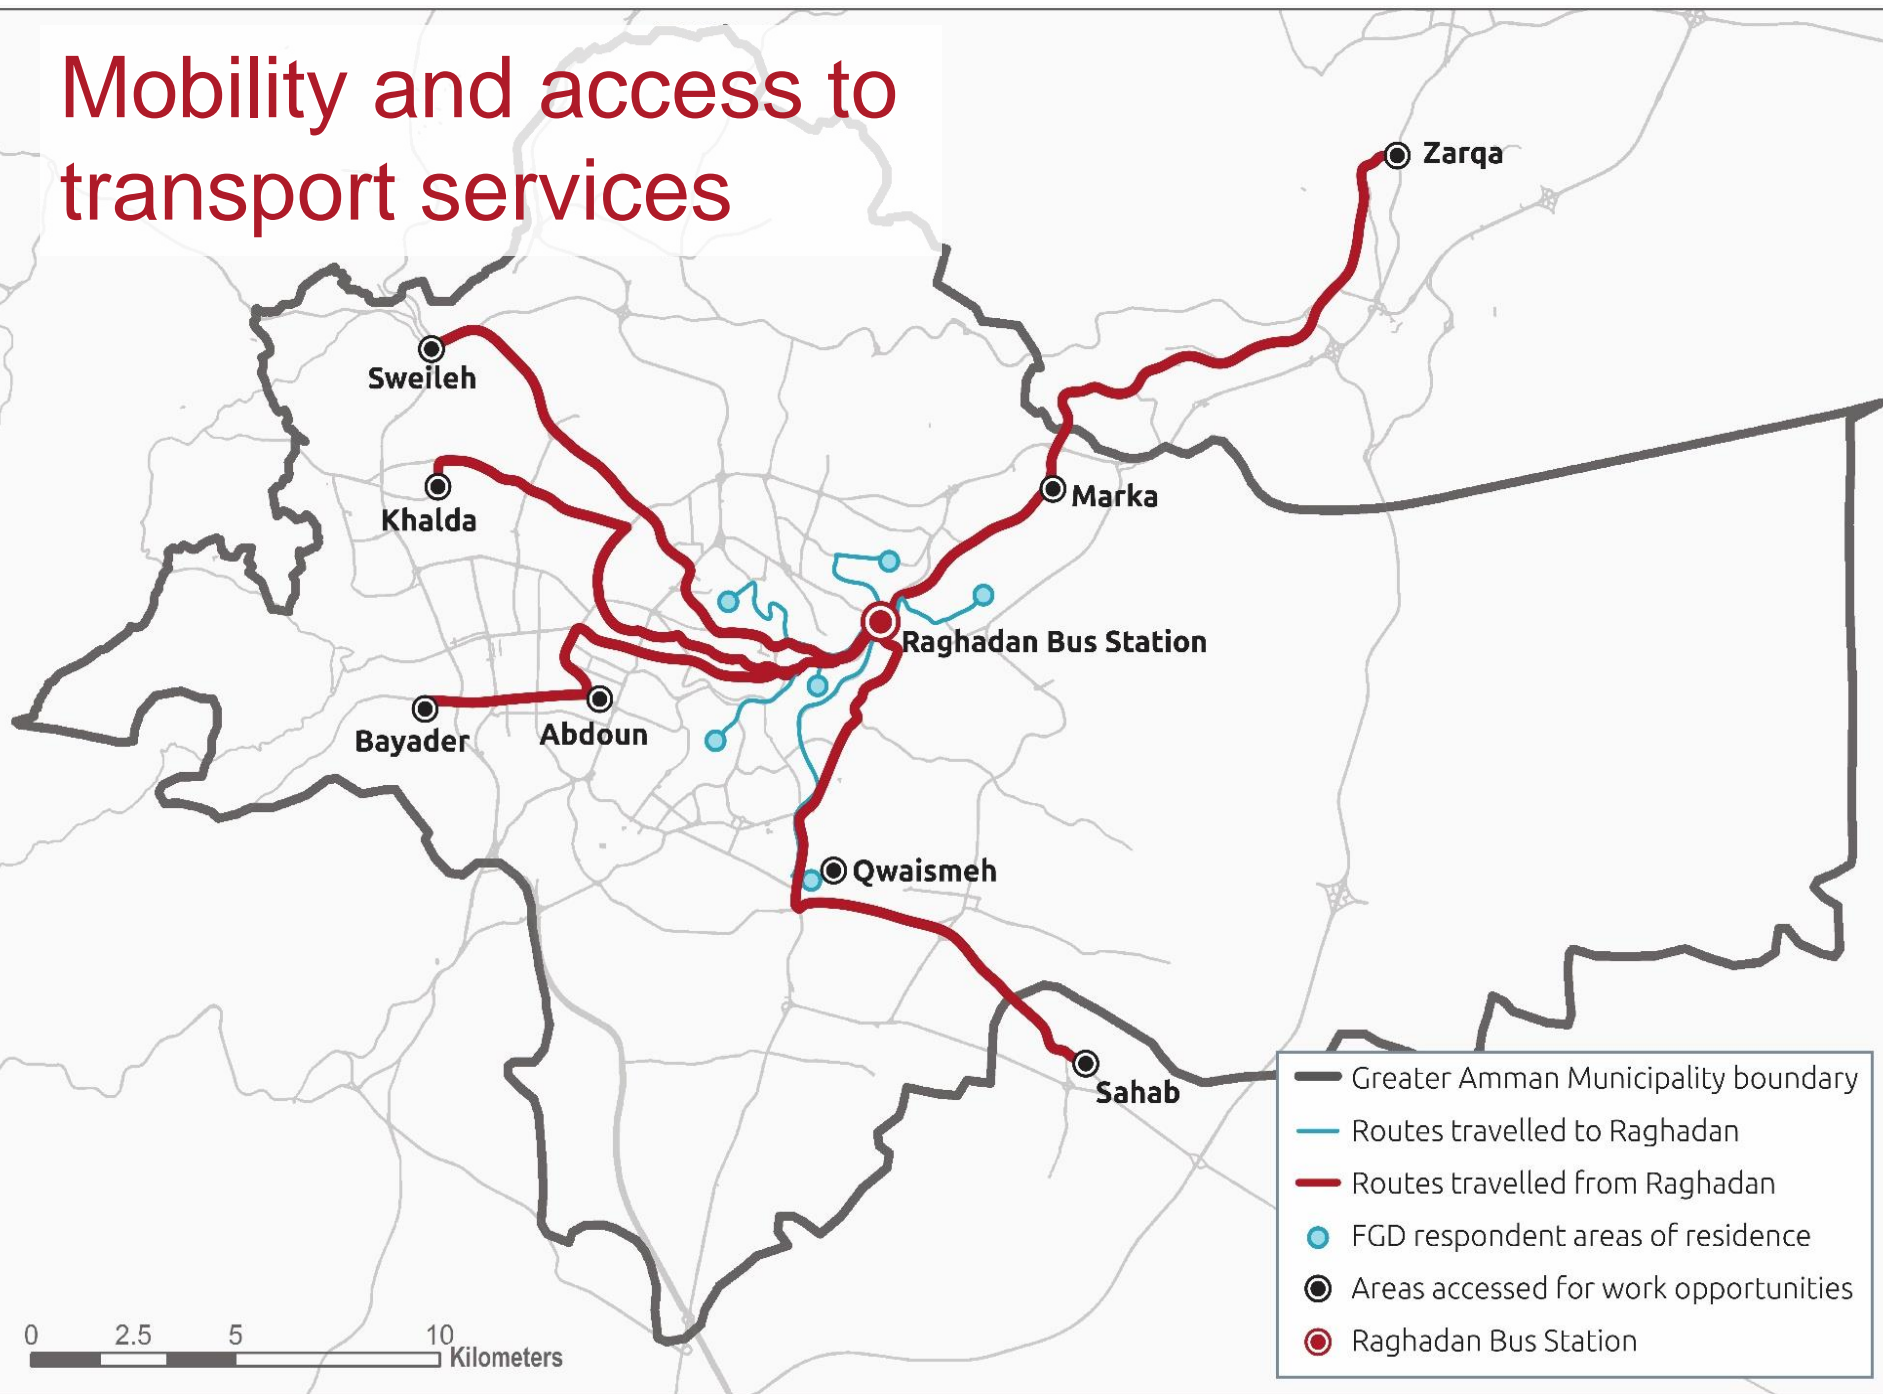 Mobility and access to
transport services
Zarqa
Sweileh
Khalda
Marka
Raghadan Bus Station
Bayader
Abdoun
Qwaismeh
Sahab
Greater Amman Municipality boundary
Routes travelled to Raghadan
Routes travelled from Raghadan
FGD respondent areas of residence
Areas accessed for work opportunities
Raghadan Bus Station
0 2.5 5 10
Kilometers